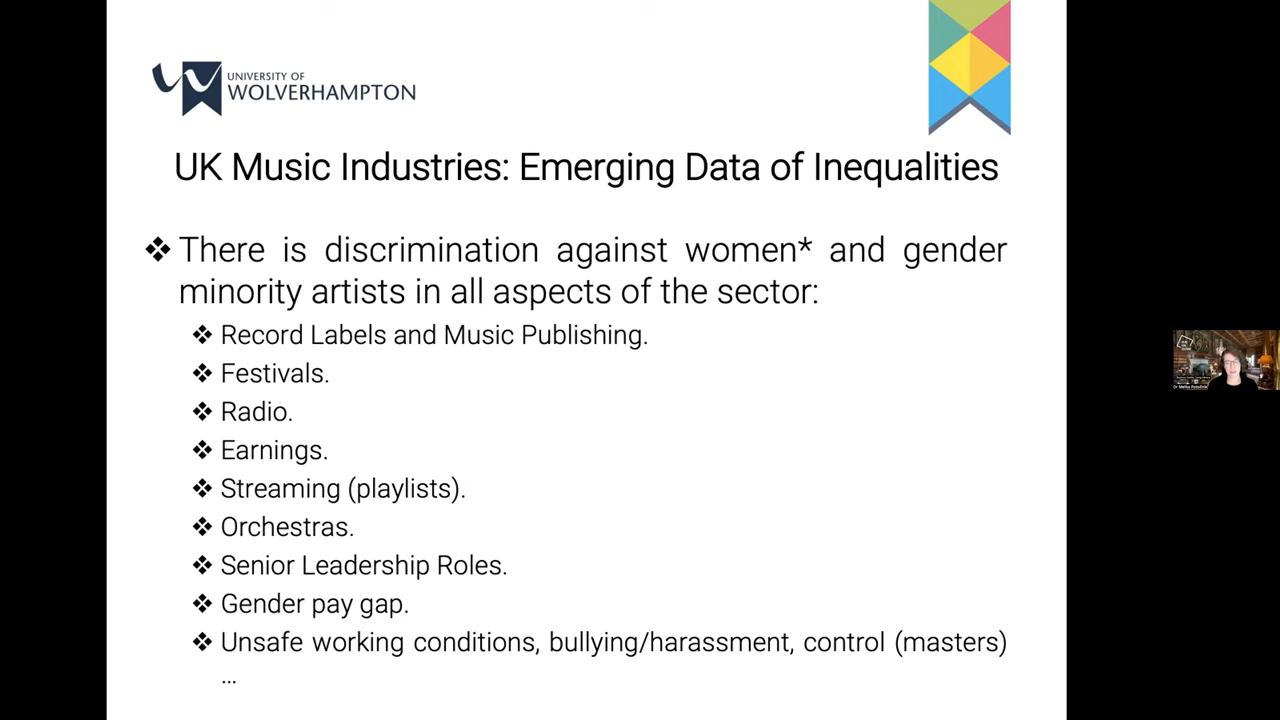 UNIVERSITY OF
WOLVERHAMPTON
UK Music Industries: Emerging Data of Inequalities
❖ There is discrimination against women* and gender
minority artists in all aspects of the sector:
❖ Record Labels and Music Publishing.
❖ Festivals.
❖ Radio.
❖ Earnings.
❖ Streaming (playlists).
❖ Orchestras.
❖ Senior Leadership Roles.
❖ Gender pay gap.
❖ Unsafe working conditions, bullying/harassment, control (masters)
...